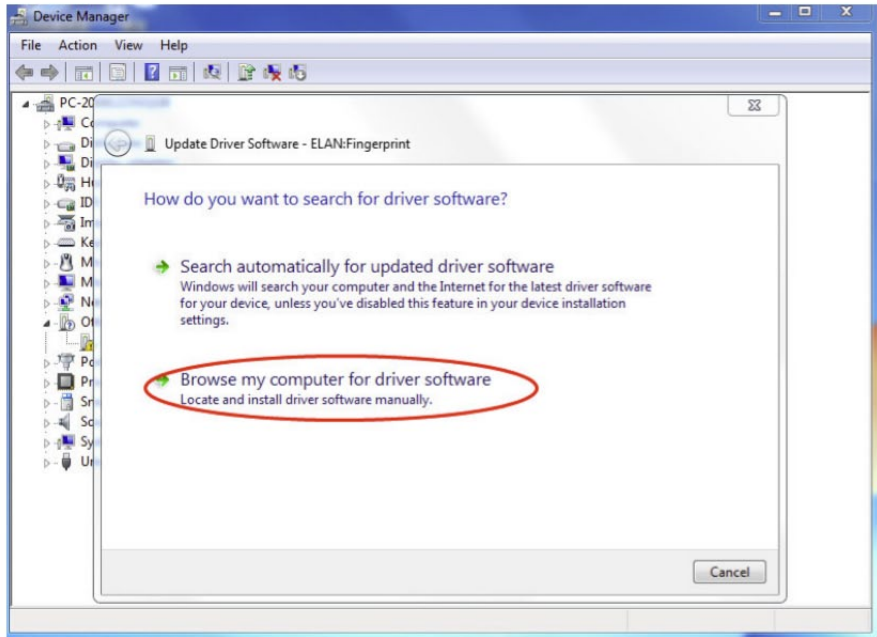 Device Manager
File Action View Help
PC-20
Update Driver Software - ELAN:Fingerprint
How do you want to search for driver software?
Search automatically for updated driver software
Windows will search your computer and the Internet for the latest driver software
for your device, unless you've disabled this feature in your device installation
settings.
Browse my computer for driver software
Locate and install driver software manually.
Cancel